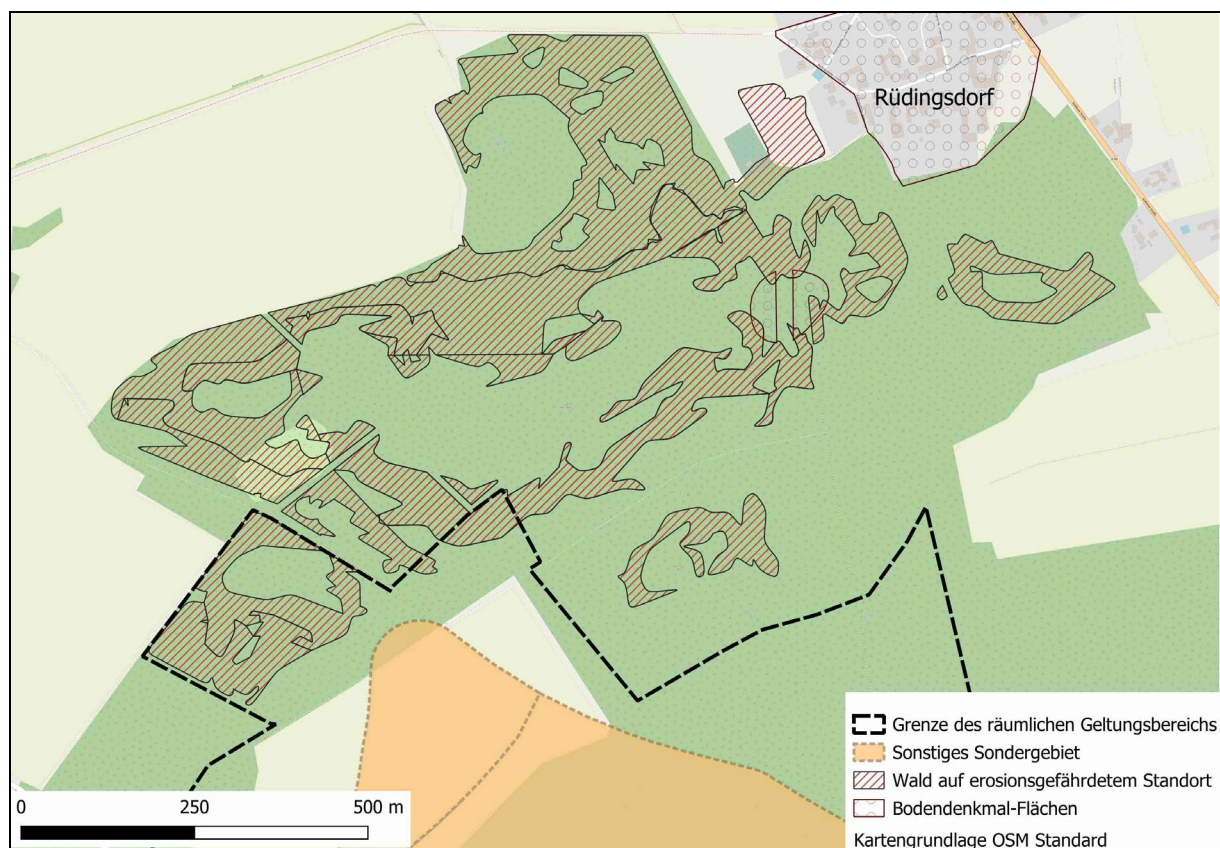 Rüdingsdorf
Grenze des räumlichen Geltungsbereichs
Sonstiges Sondergebiet
Wald auf erosionsgefährdetem Standort
Bodendenkmal-Flächen
Kartengrundlage OSM Standard
0 250 500 m